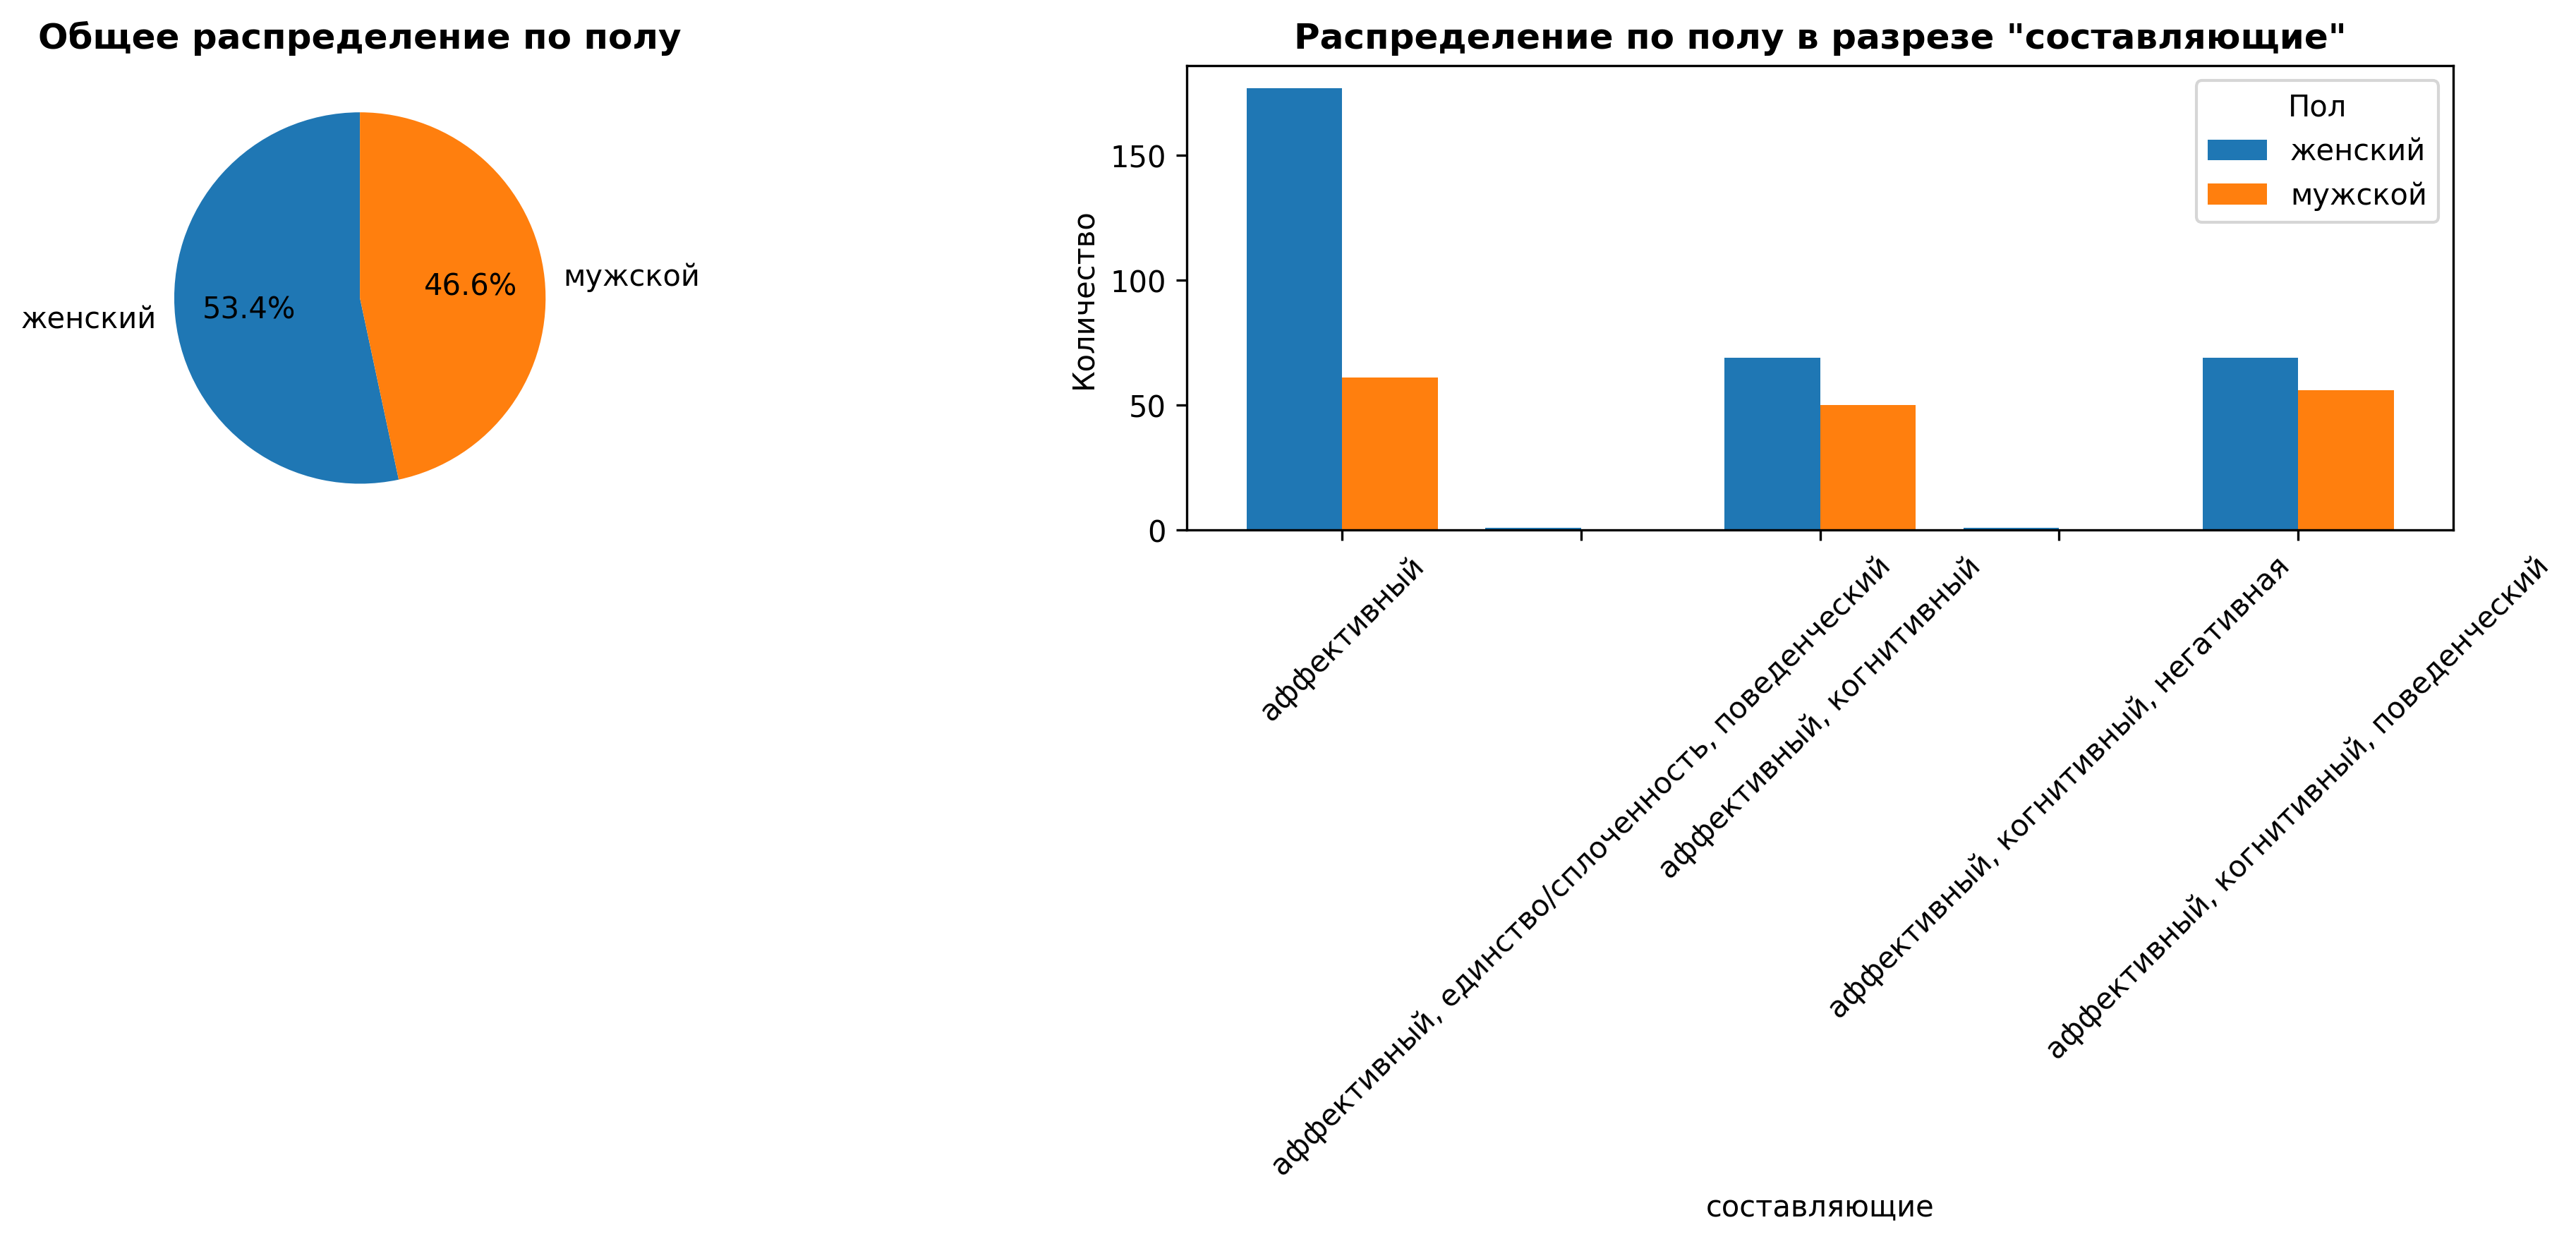 Общее распределение по полу
женский
53.4%
46.6%
мужской
Распределение по полу в разрезе "составляющие"
Количество
150
100
50
0
Пол
женский
мужской
аффективный
аффективный, единство/сплоченность, поведенческий
аффективный, когнитивный
аффективный, когнитивный, негативная
аффективный, когнитивный, поведенческий
составляющие